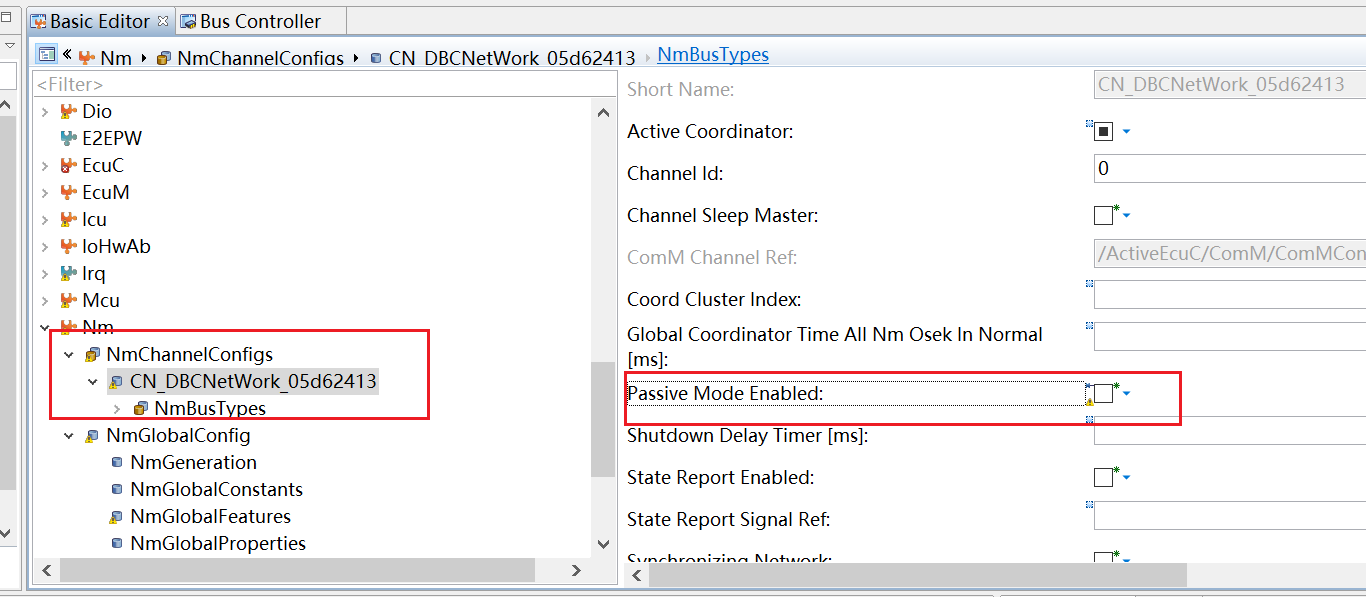 Basic Editor
Bus Controller
« Nm NmChannelConfigs CN_DBCNetWork_05d62413 NmBusTypes
<Filter>
Dio
E2EPW
EcuC
EcuM
Icu
IoHwAb
Irq
Mcu
Nm
NmChannelConfigs
CN_DBCNetWork_05d62413
NmBusTypes
NmGlobalConfig
NmGeneration
NmGlobalConstants
NmGlobalFeatures
NmGlobalProperties
Short Name: CN_DBCNetWork_05d62413
Active Coordinator:
Channel Id: 0
Channel Sleep Master:
ComM Channel Ref: /ActiveEcuC/ComM/ComMCon
Coord Cluster Index:
Global Coordinator Time All Nm Osek In Normal
[ms]:
Passive Mode Enabled:
Shutdown Delay Timer [ms]:
State Report Enabled:
State Report Signal Ref:
Synchronizing Network: